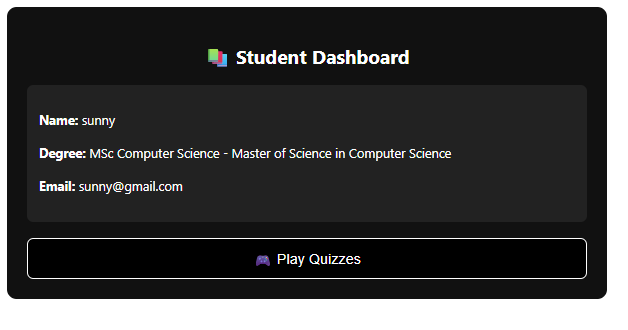 📚 Student Dashboard
Name: sunny
Degree: MSc Computer Science - Master of Science in Computer Science
Email: sunny@gmail.com
🎮 Play Quizzes